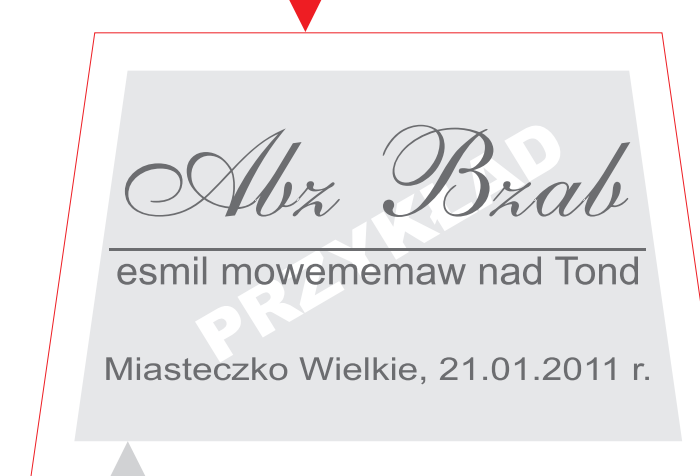 Abz Bzab
esmil mowememaw nad Tond
Miasteczko Wielkie, 21.01.2011 r.
PRZYKŁAD